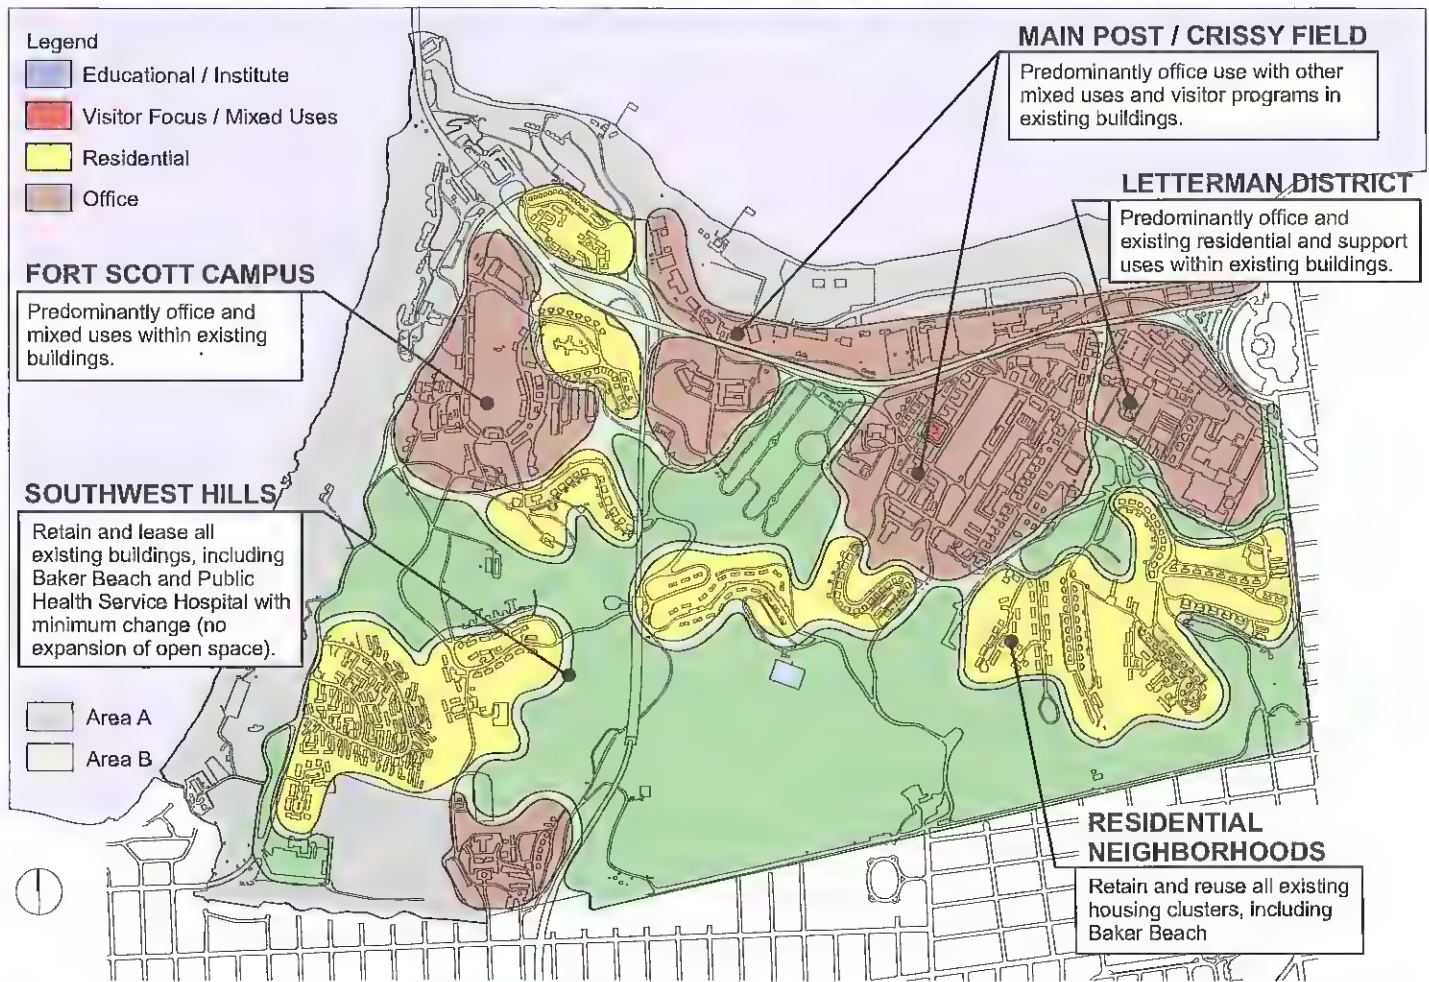 Legend
Educational / Institute
Visitor Focus / Mixed Uses
Residential
Office
MAIN POST / CRISSY FIELD
Predominantly office use with other
mixed uses and visitor programs in
existing buildings.
LETTERMAN DISTRICT
Predominantly office and
existing residential and support
uses within existing buildings.
FORT SCOTT CAMPUS
Predominantly office and
mixed uses within existing
buildings.
SOUTHWEST HILLS
Retain and lease all
existing buildings, including
Baker Beach and Public
Health Service Hospital with
minimum change (no
expansion of open space).
Area A
Area B
RESIDENTIAL
NEIGHBORHOODS
Retain and reuse all existing
housing clusters, including
Baker Beach